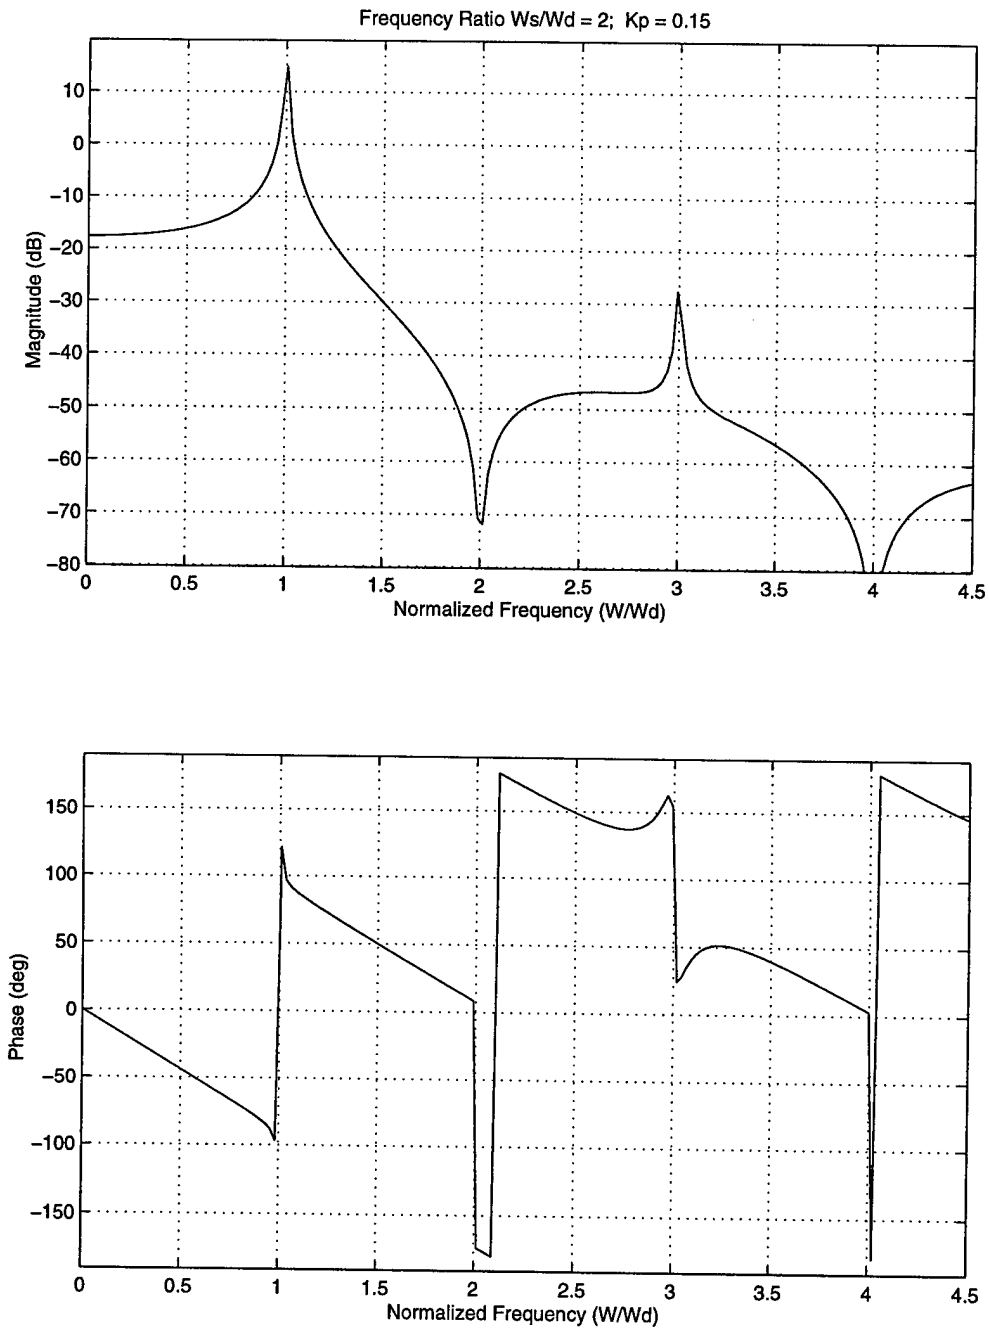 Frequency Ratio Ws/Wd = 2; Kp = 0.15
10
0
−10
−20
−30
−40
−50
−60
−70
−80
Magnitude (dB)
0 0.5 1 1.5 2 2.5 3 3.5 4 4.5
Normalized Frequency (W/Wd)
150
100
50
0
−50
−100
−150
Phase (deg)
0 0.5 1 1.5 2 2.5 3 3.5 4 4.5
Normalized Frequency (W/Wd)